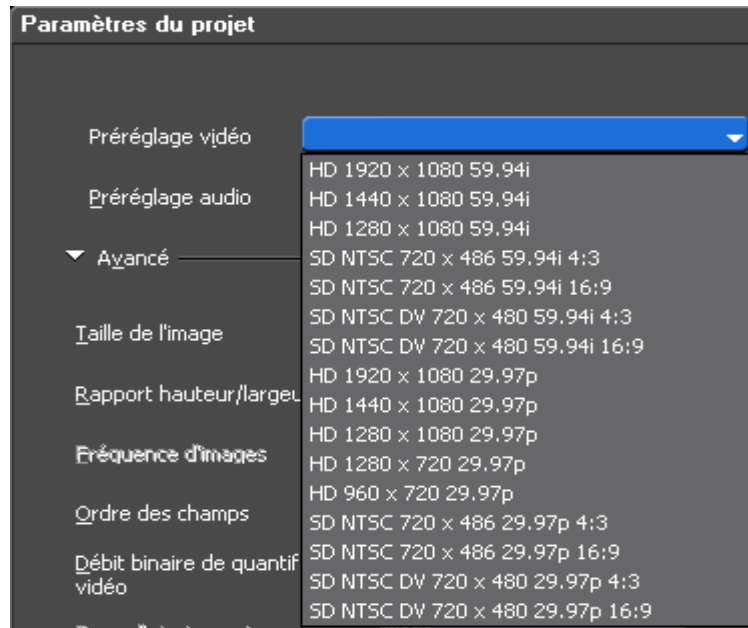 Paramètres du projet
Préréglage vidéo
HD 1920 x 1080 59.94i
Préréglage audio
HD 1440 x 1080 59.94i
HD 1280 x 1080 59.94i
Avancé
SD NTSC 720 x 486 59.94i 4:3
SD NTSC 720 x 486 59.94i 16:9
Taille de l'image
SD NTSC DV 720 x 480 59.94i 4:3
SD NTSC DV 720 x 480 59.94i 16:9
HD 1920 x 1080 29.97p
Rapport hauteur/largeu
HD 1440 x 1080 29.97p
HD 1280 x 1080 29.97p
Fréquence d'images
HD 1280 x 720 29.97p
HD 960 x 720 29.97p
Ordre des champs
SD NTSC 720 x 486 29.97p 4:3
SD NTSC 720 x 486 29.97p 16:9
Débit binaire de quantif
vidéo
SD NTSC DV 720 x 480 29.97p 4:3
SD NTSC DV 720 x 480 29.97p 16:9